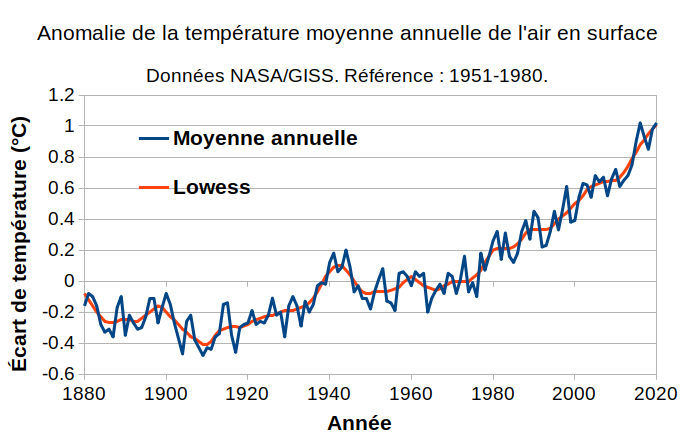 Anomalie de la température moyenne annuelle de l'air en surface
Données NASA/GISS. Référence : 1951-1980.
Écart de température (°C)
1.2
1
0.8
0.6
0.4
0.2
0
-0.2
-0.4
-0.6
Moyenne annuelle
Lowess
1880 1900 1920 1940 1960 1980 2000 2020
Année